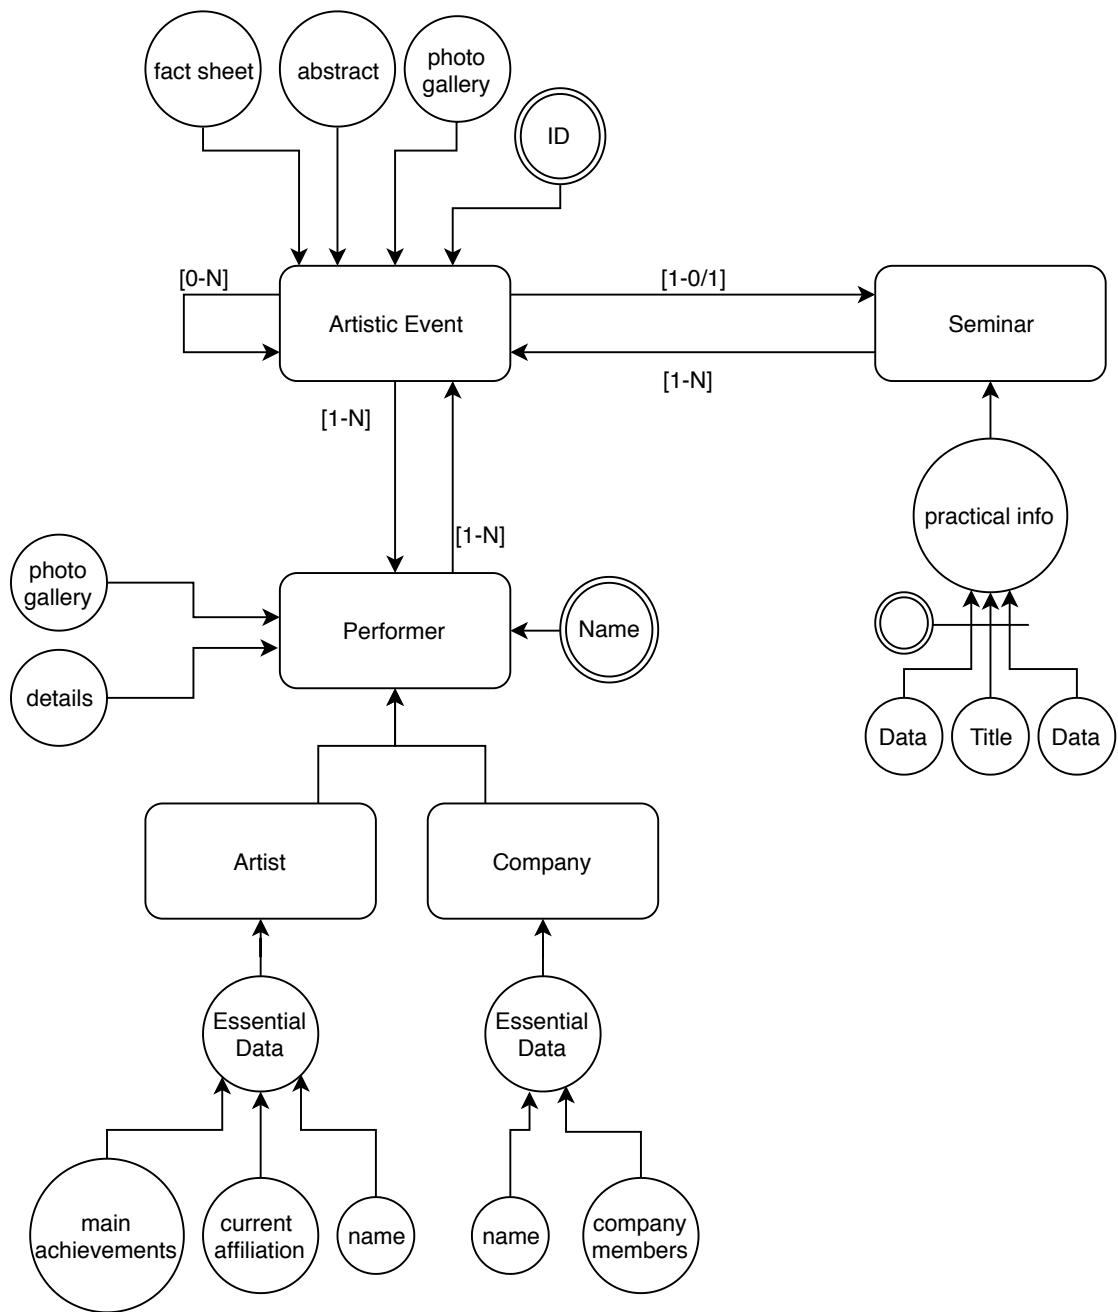 fact sheet
abstract
photo
gallery
ID
[0-N]
[1-0/1]
Artistic Event
Seminar
[1-N]
[1-N]
practical info
[1-N]
photo
gallery
Performer
Name
details
Data
Title
Data
Artist
Company
Essential
Data
Essential
Data
main
achievements
current
affiliation
name
name
company
members